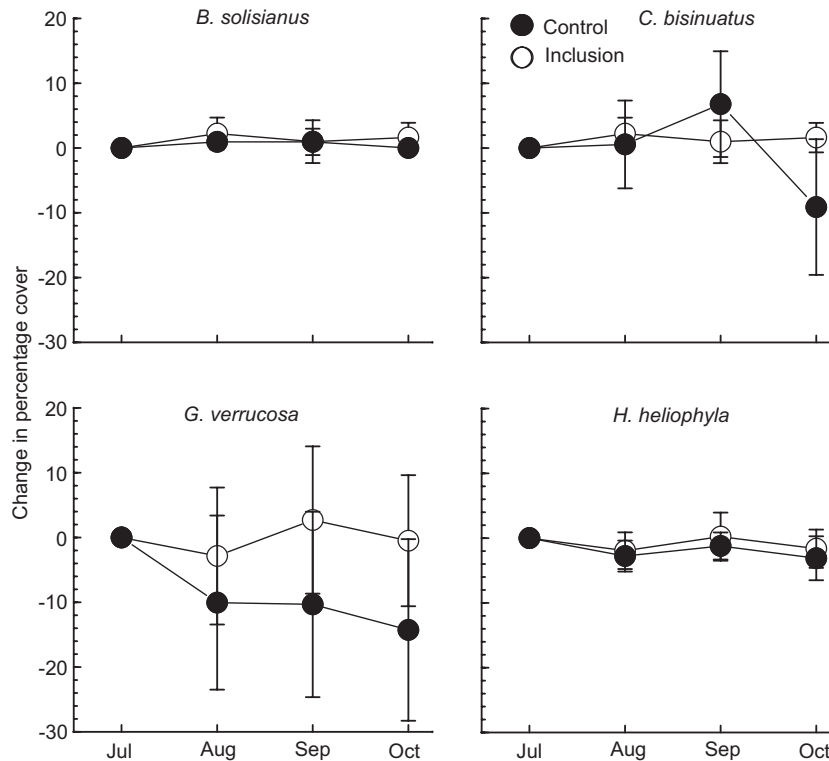 B. solisianus
C. bisinuatus
Control
Inclusion
20
10
0
-10
-20
-30
Change in percentage cover
G. verrucosa
H. heliophyla
20
10
0
-10
-20
-30
Jul Aug Sep Oct
Jul Aug Sep Oct